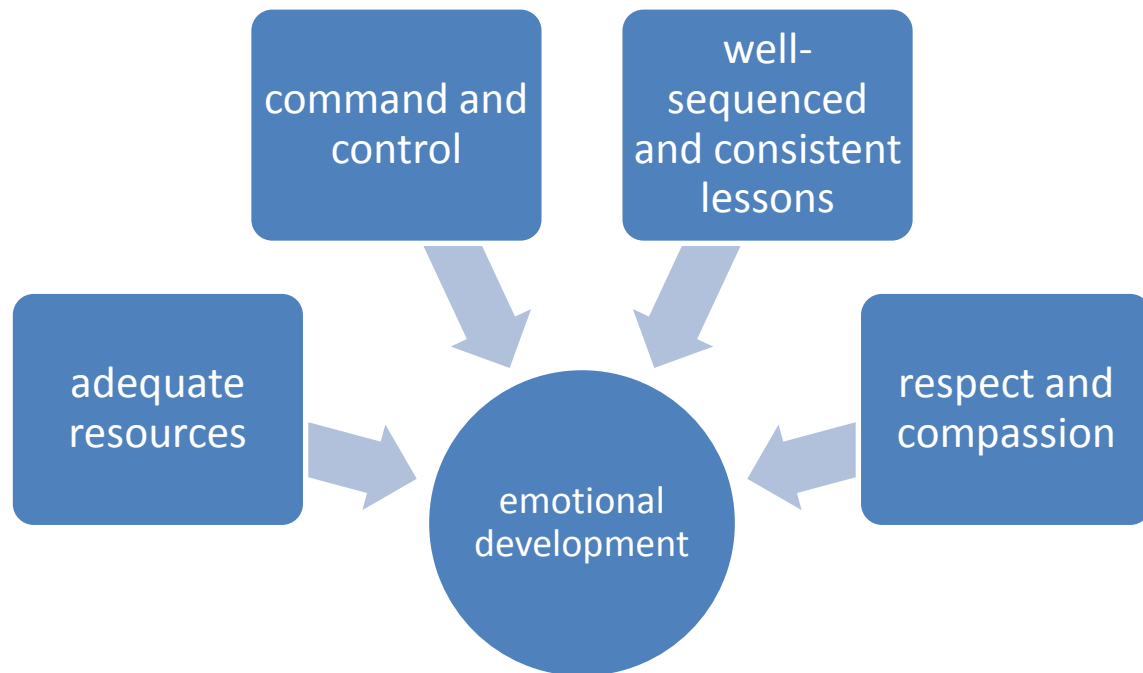 command and
control
well-
sequenced
and consistent
lessons
adequate
resources
respect and
compassion
emotional
development